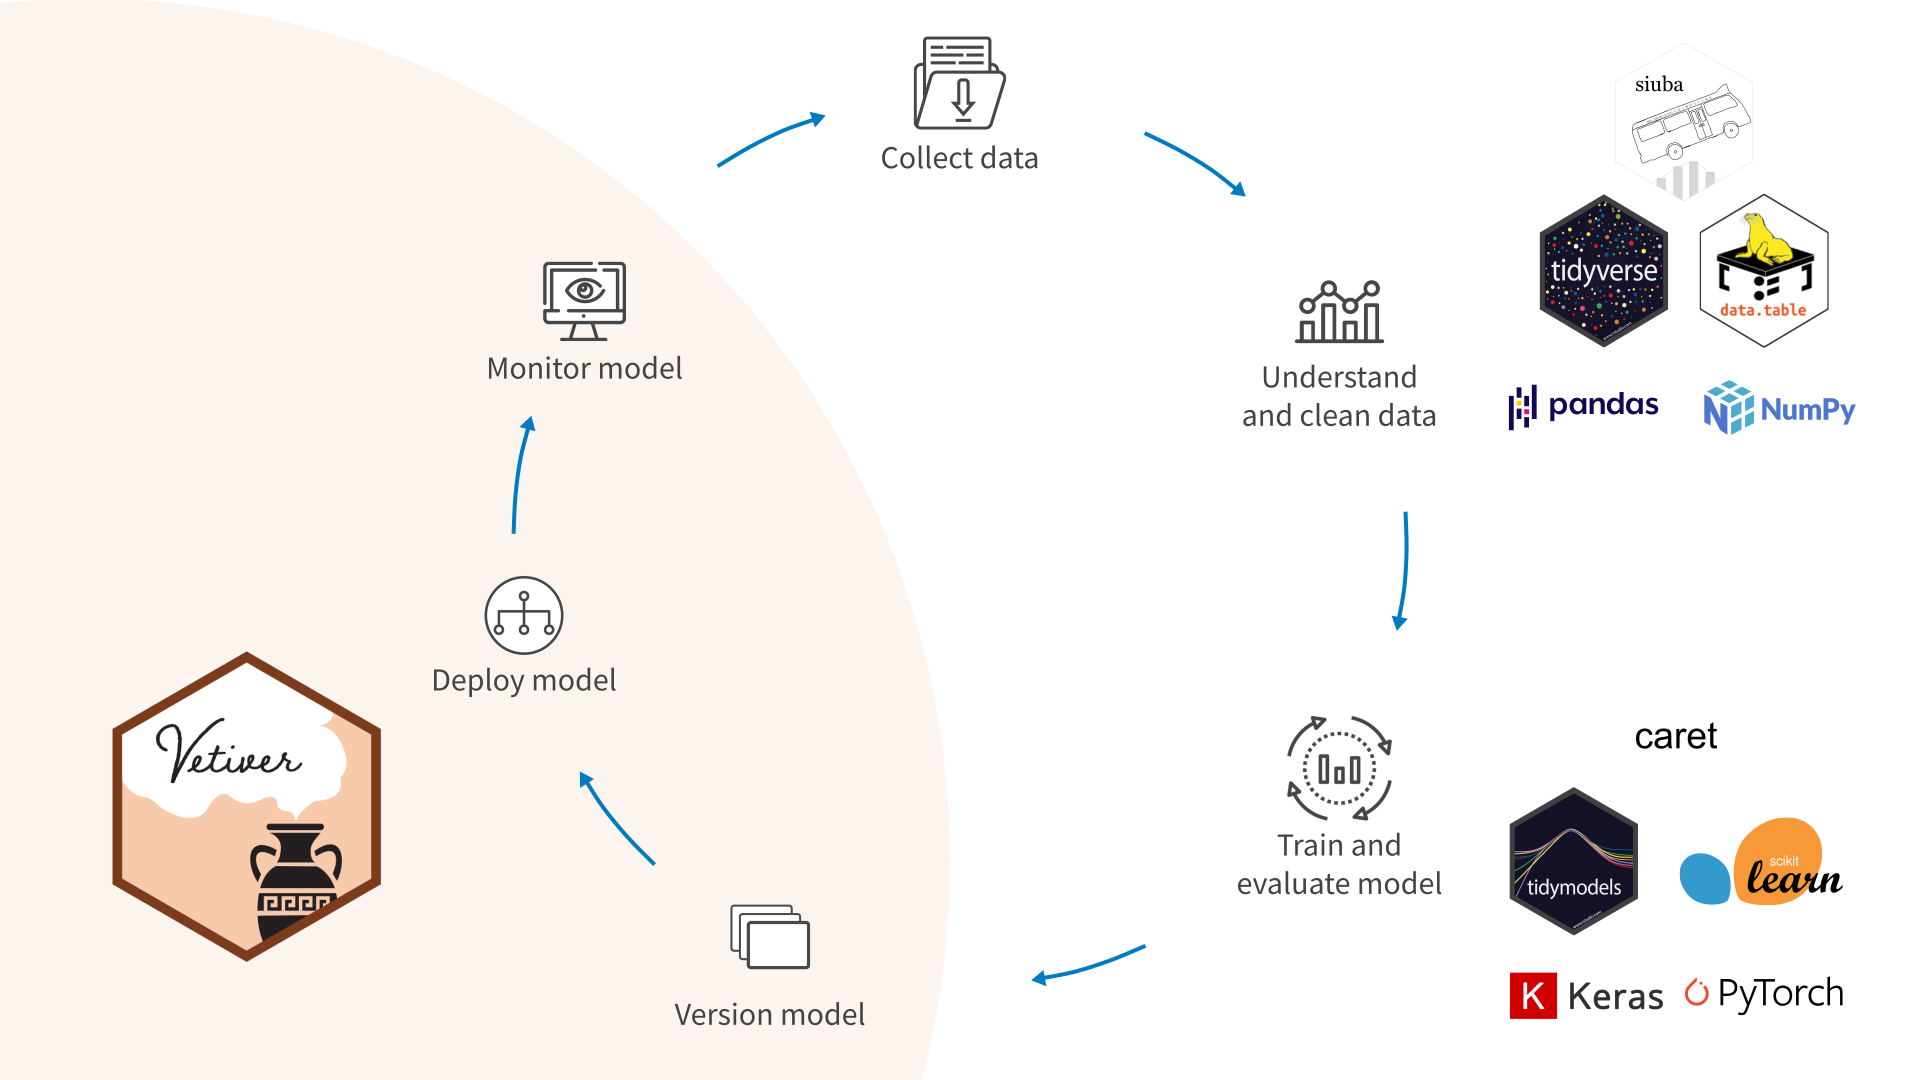 Collect data
siuba
tidyverse
data.table
Understand
and clean data
pandas
NumPy
Monitor model
Deploy model
Vetiver
Train and
evaluate model
caret
tidymodels
scikit
learn
K Keras
PyTorch
Version model